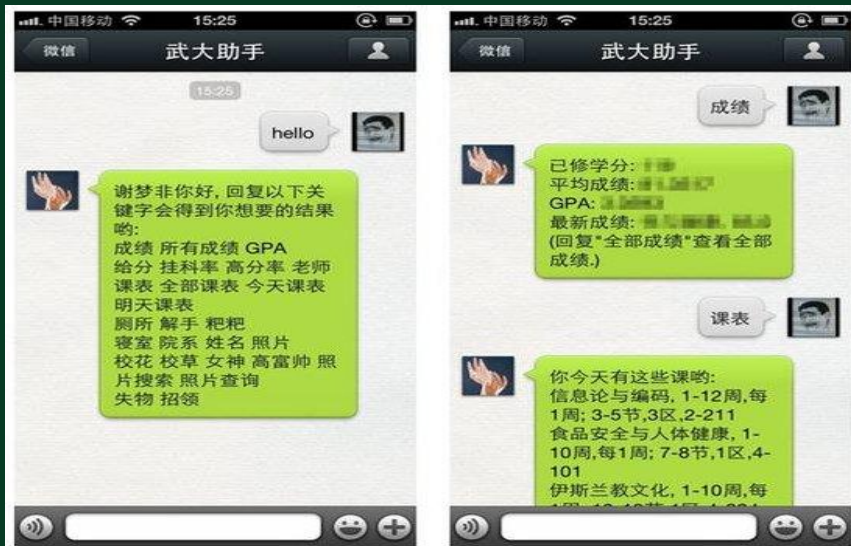 中国移动 15:25
微信 武大助手
15:25
hello
谢梦非你好, 回复以下关
键字会得到你想要的结果
哟:
成绩 所有成绩 GPA
给分 挂科率 高分率 老师
课表 全部课表 今天课表
明天课表
厕所 解手 粑粑
寝室 院系 姓名 照片
校花 校草 女神 高富帅 照
片搜索 照片查询
失物 招领
中国移动 15:25
微信 武大助手
成绩
已修学分:
平均成绩:
GPA:
最新成绩:
(回复"全部成绩"查看全部
成绩.)
课表
你今天有这些课哟:
信息论与编码, 1-12周,每
1周; 3-5节,3区,2-211
食品安全与人体健康, 1-
10周,每1周; 7-8节,1区,4-
101
伊斯兰教文化, 1-10周,每